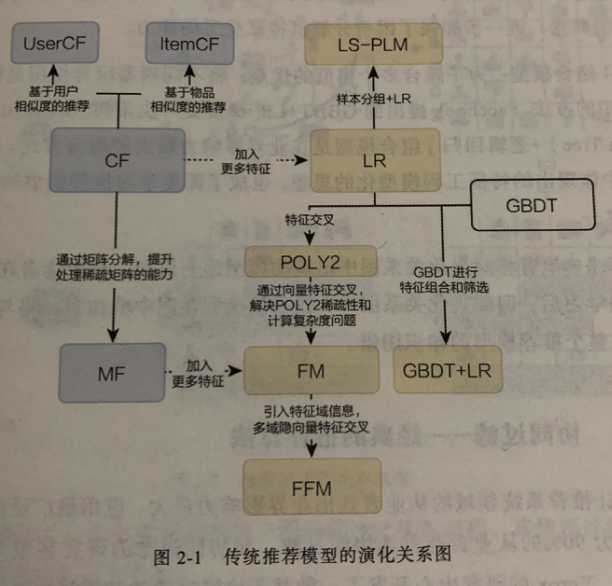 UserCF
ItemCF
LS-PLM
基于用户
相似度的推荐
基于物品
相似度的推荐
样本分组+LR
CF
加入
更多特征
LR
GBDT
特征交叉
通过矩阵分解，提升
处理稀疏矩阵的能力
POLY2
GBDT进行
特征组合和筛选
通过向量特征交叉，
解决POLY2稀疏性和
计算复杂度问题
MF
加入
更多特征
FM
GBDT+LR
引入特征域信息，
多域隐向量特征交叉
FFM
图 2-1 传统推荐模型的演化关系图